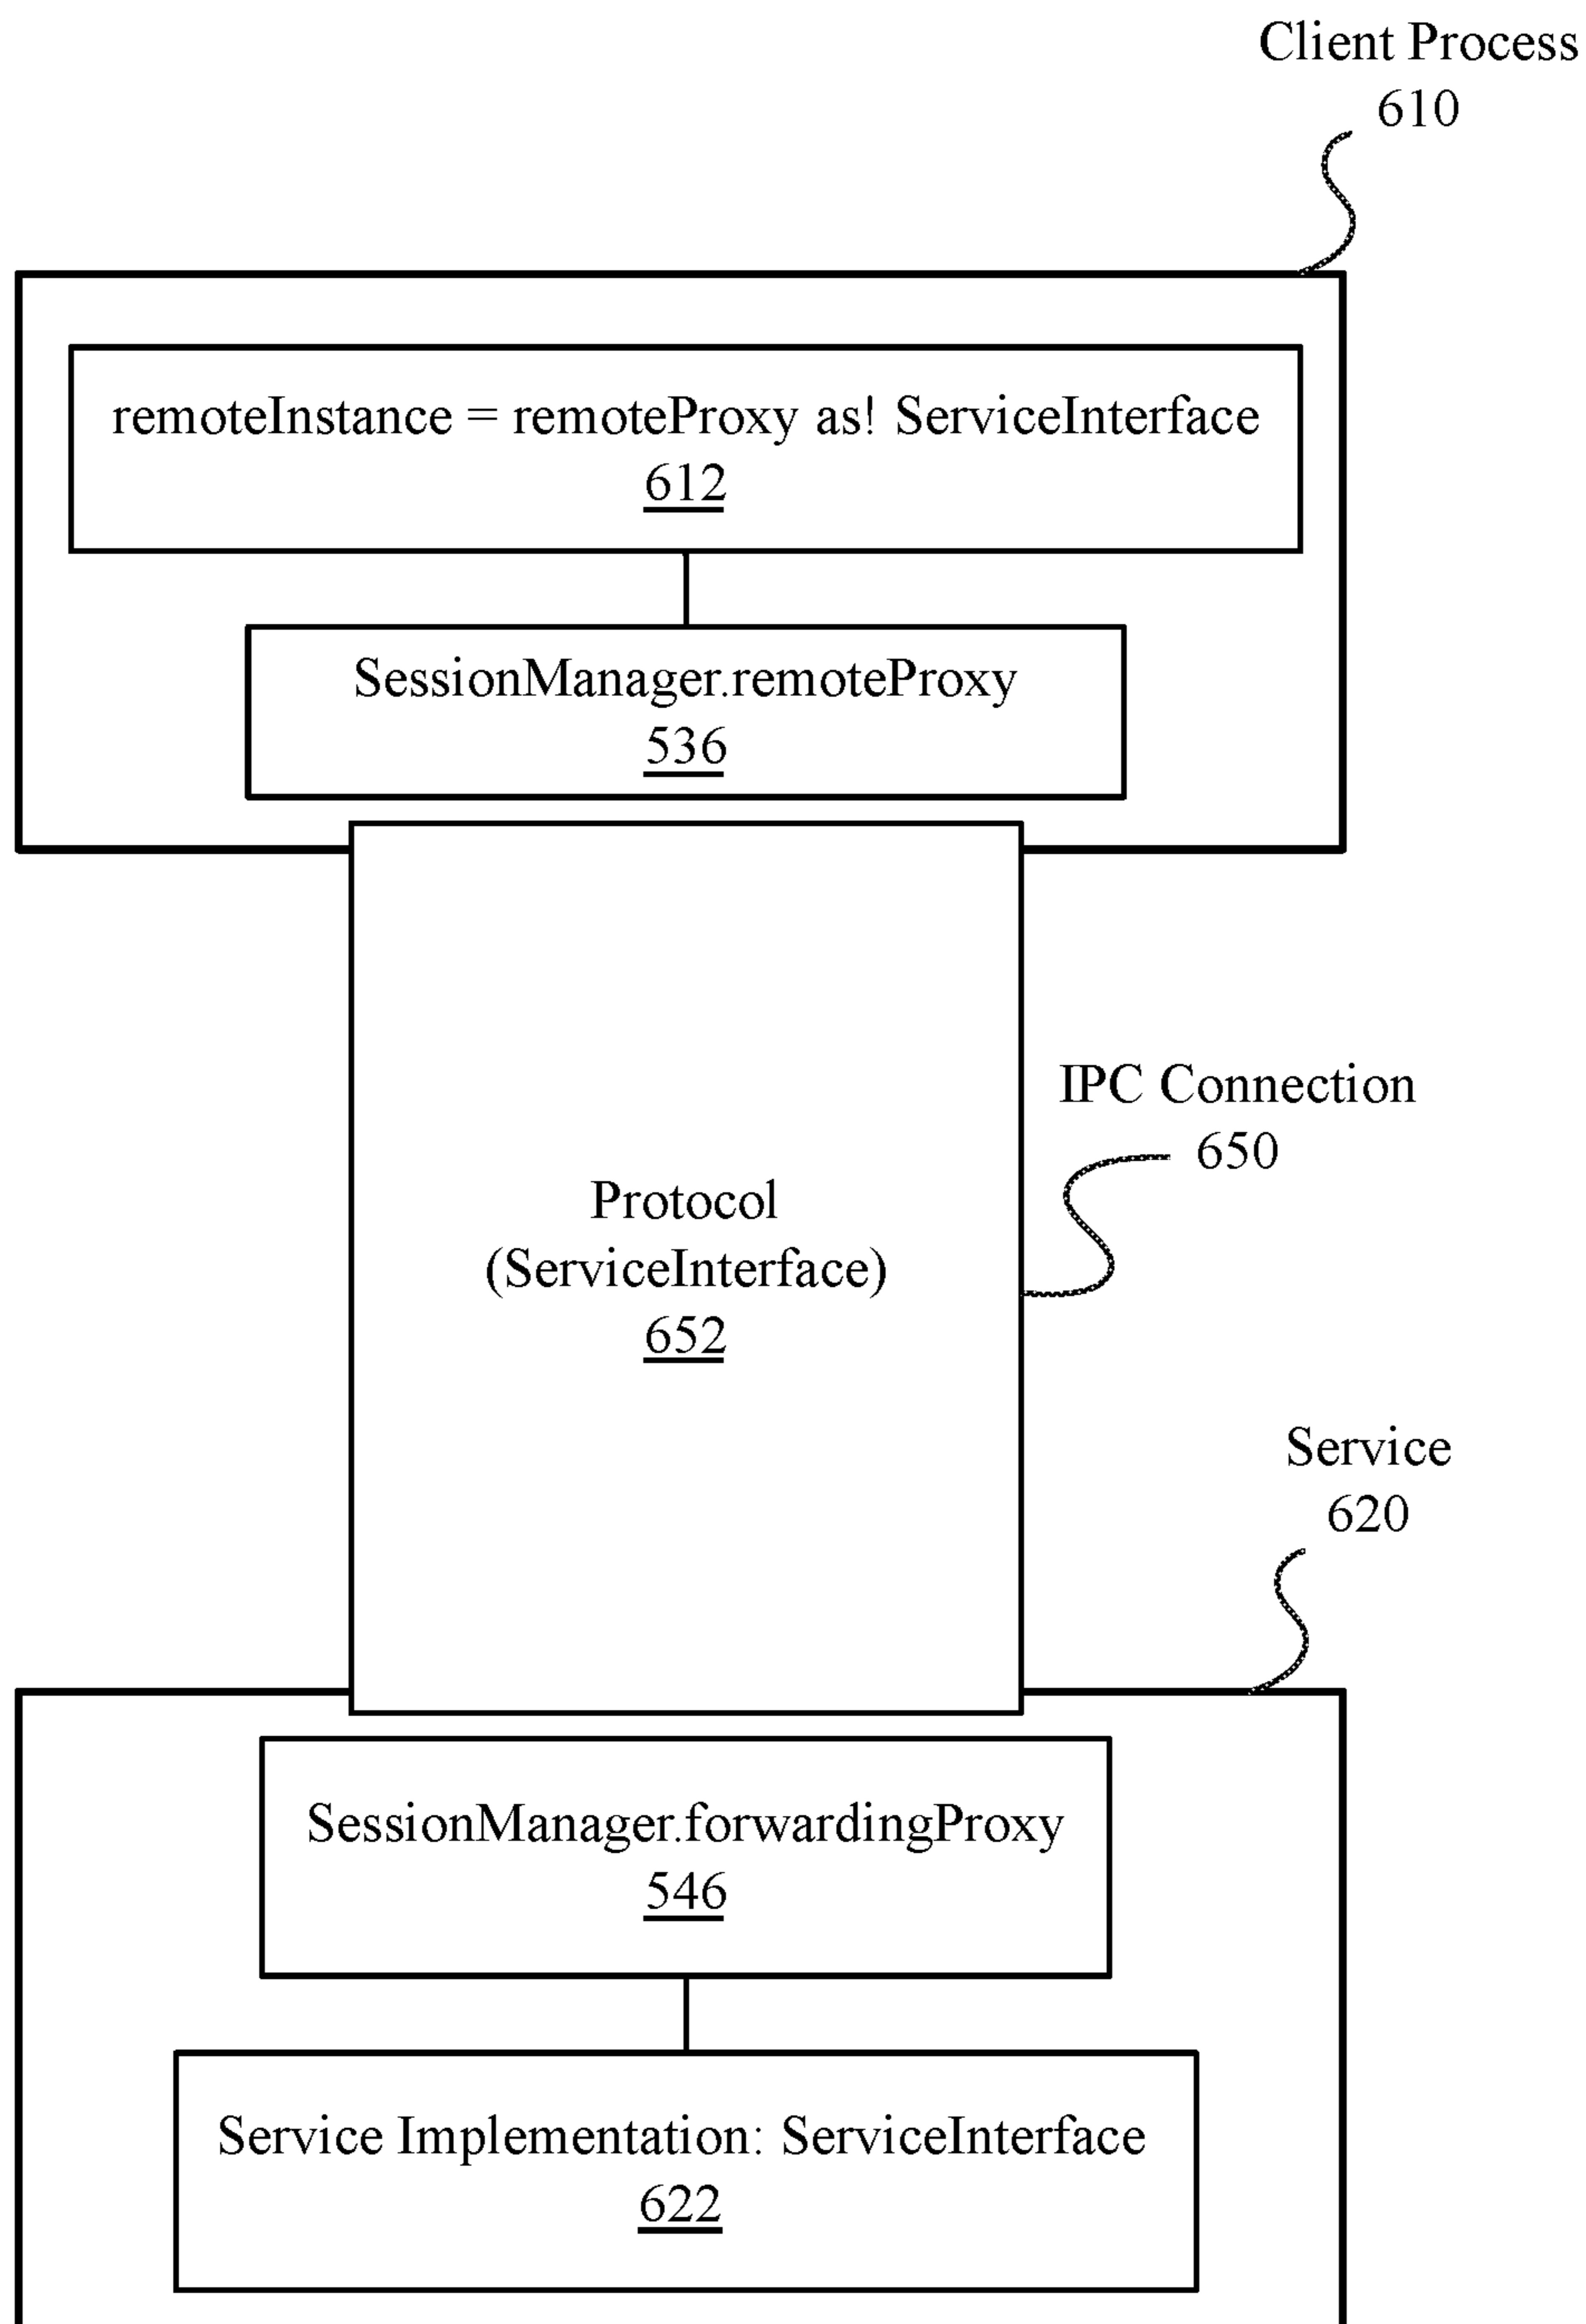 Client Process
610
remoteInstance = remoteProxy as! ServiceInterface
612
SessionManager.remoteProxy
536
IPC Connection
650
Protocol
(ServiceInterface)
652
Service
620
SessionManager.forwardingProxy
546
Service Implementation: ServiceInterface
622